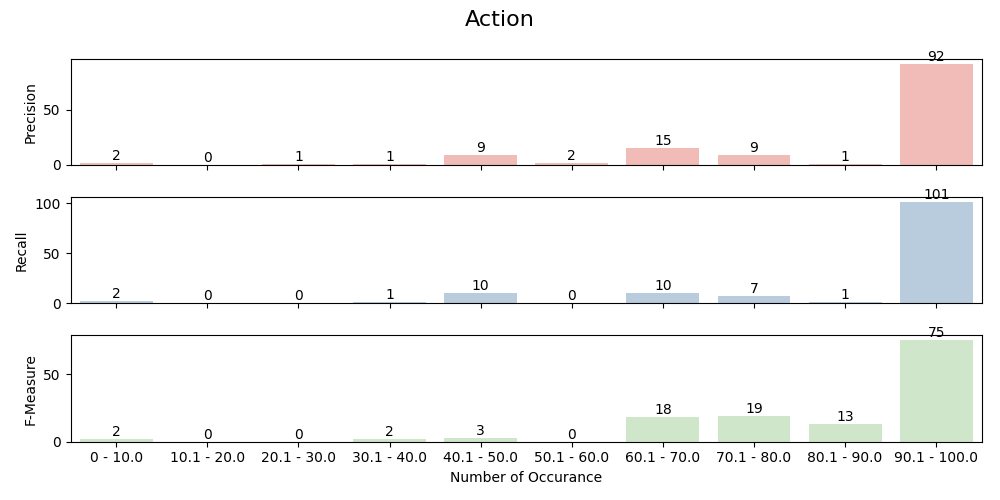 Action
Precision
50
0
2 0 1 1 9 2 15 9 1 92
Recall
100
50
0
2 0 0 1 10 0 10 7 1 101
F-Measure
50
0
2 0 0 2 3 0 18 19 13 75
0 - 10.0 10.1 - 20.0 20.1 - 30.0 30.1 - 40.0 40.1 - 50.0 50.1 - 60.0 60.1 - 70.0 70.1 - 80.0 80.1 - 90.0 90.1 - 100.0
Number of Occurance